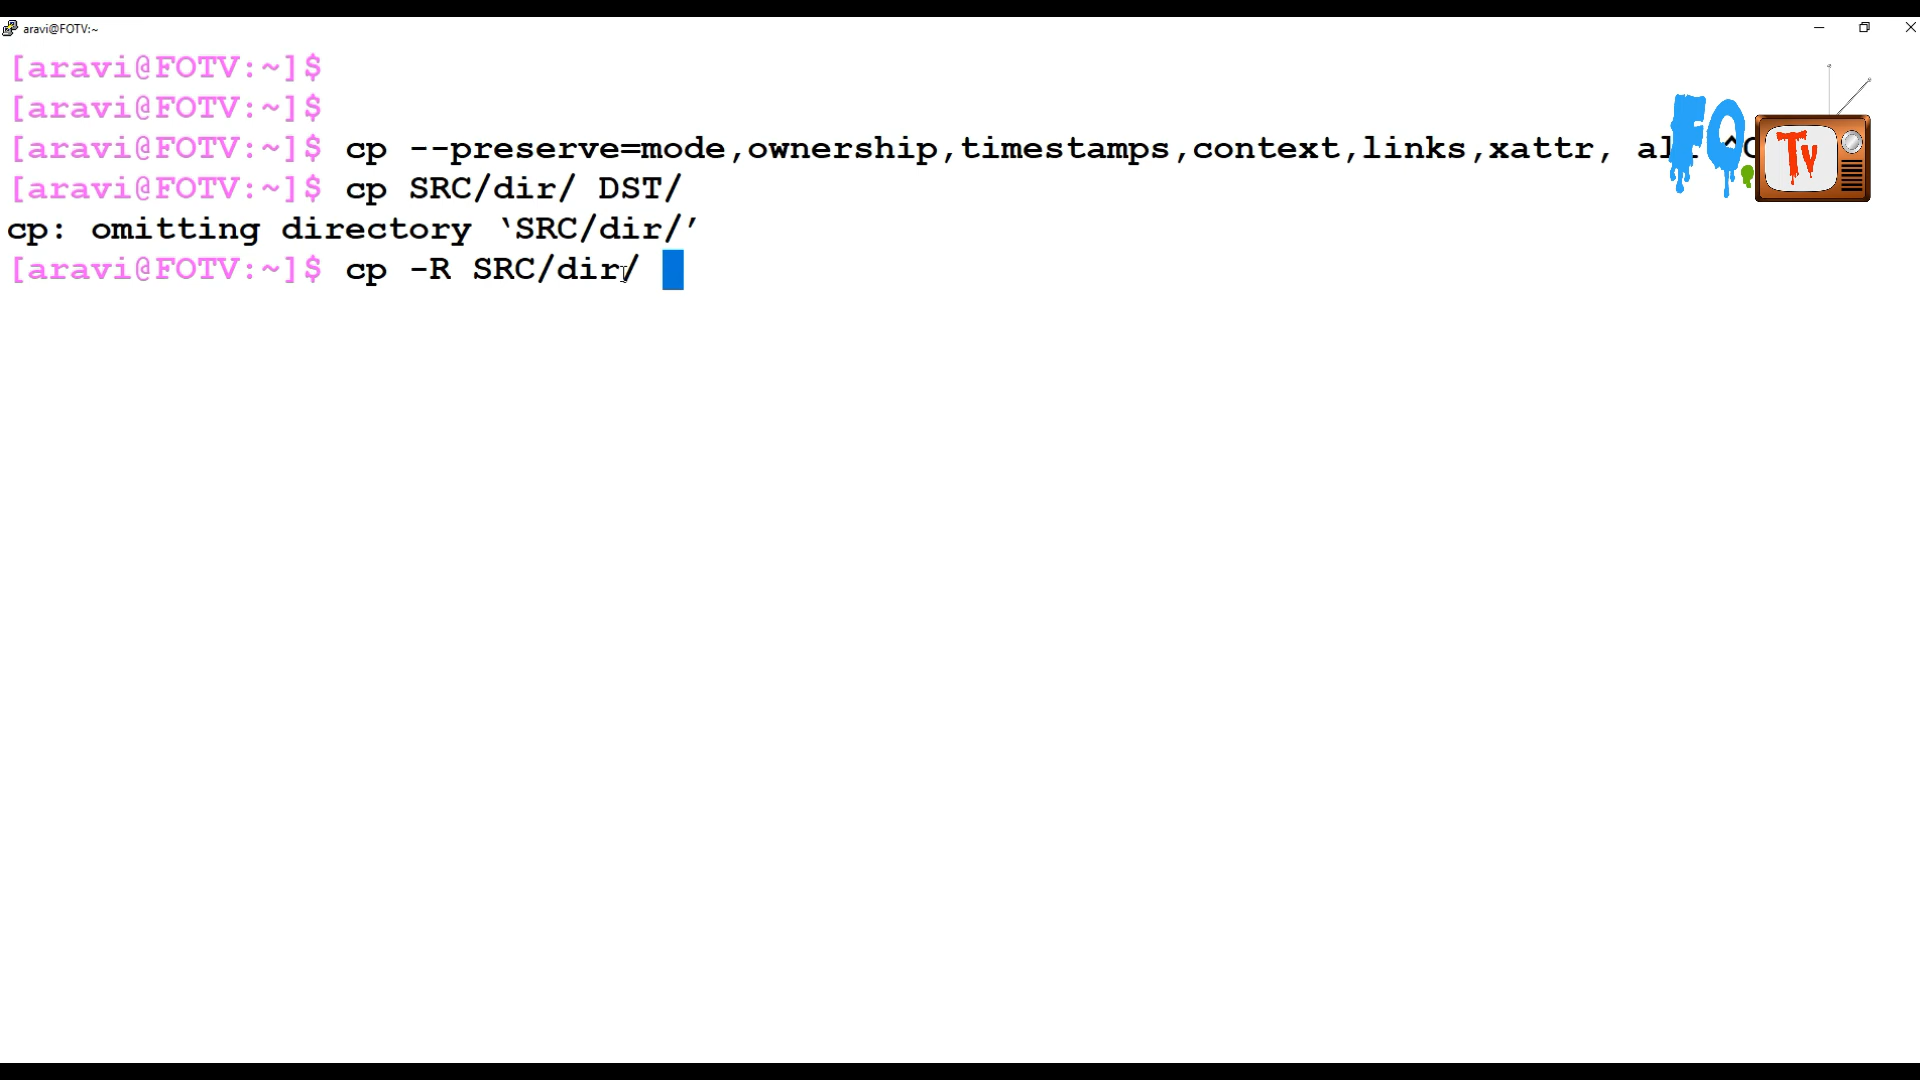 aravi@FOTV:~
[aravi@FOTV:~]$
[aravi@FOTV:~]$
[aravi@FOTV:~]$ cp --preserve=mode,ownership,timestamps,context,links,xattr,
[aravi@FOTV:~]$ cp SRC/dir/ DST/
cp: omitting directory ‘SRC/dir/’
[aravi@FOTV:~]$ cp -R SRC/dir/
FO.
Tv